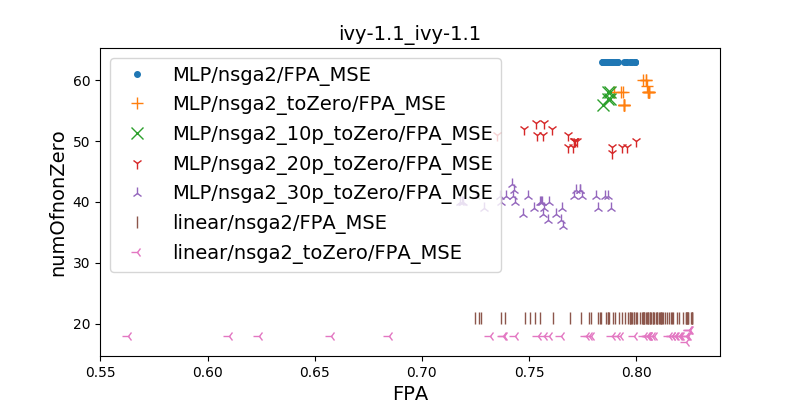 ivy-1.1_ivy-1.1
MLP/nsga2/FPA_MSE
MLP/nsga2_toZero/FPA_MSE
MLP/nsga2_10p_toZero/FPA_MSE
MLP/nsga2_20p_toZero/FPA_MSE
MLP/nsga2_30p_toZero/FPA_MSE
linear/nsga2/FPA_MSE
linear/nsga2_toZero/FPA_MSE
numOfnonZero
60
50
40
30
20
0.55 0.60 0.65 0.70 0.75 0.80
FPA